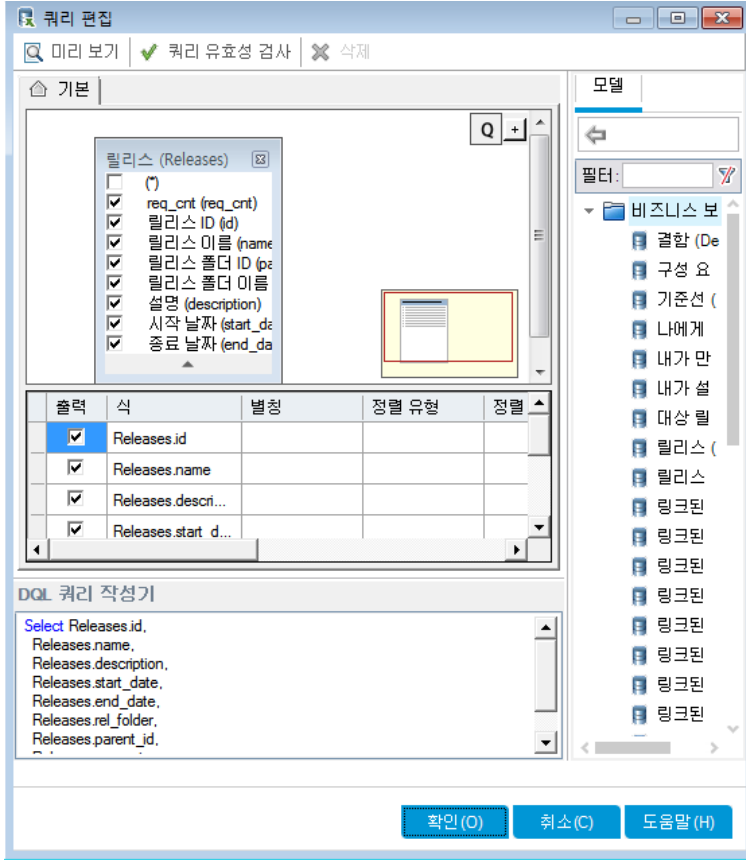 쿼리 편집
미리 보기 쿼리 유효성 검사 삭제
기본
Q +
릴리스 (Releases)
(*)
req_cnt (req_cnt)
릴리스 ID (id)
릴리스 이름 (name
릴리스 폴더 ID (pa
릴리스 폴더 이름
설명 (description)
시작 날짜 (start_da
종료 날짜 (end_da
출력 식 별칭 정렬 유형 정렬
Releases.id
Releases.name
Releases.descri...
Releases.start_d...
DQL 쿼리 작성기
Select Releases.id,
Releases.name,
Releases.description,
Releases.start_date,
Releases.end_date,
Releases.rel_folder,
Releases.parent_id,
모델
필터:
비즈니스 보
결함 (De
구성 요
기준선 (
나에게
내가 만
내가 설
대상 릴
릴리스 (
릴리스
링크된
링크된
링크된
링크된
링크된
링크된
링크된
링크된
확인(O) 취소(C) 도움말(H)